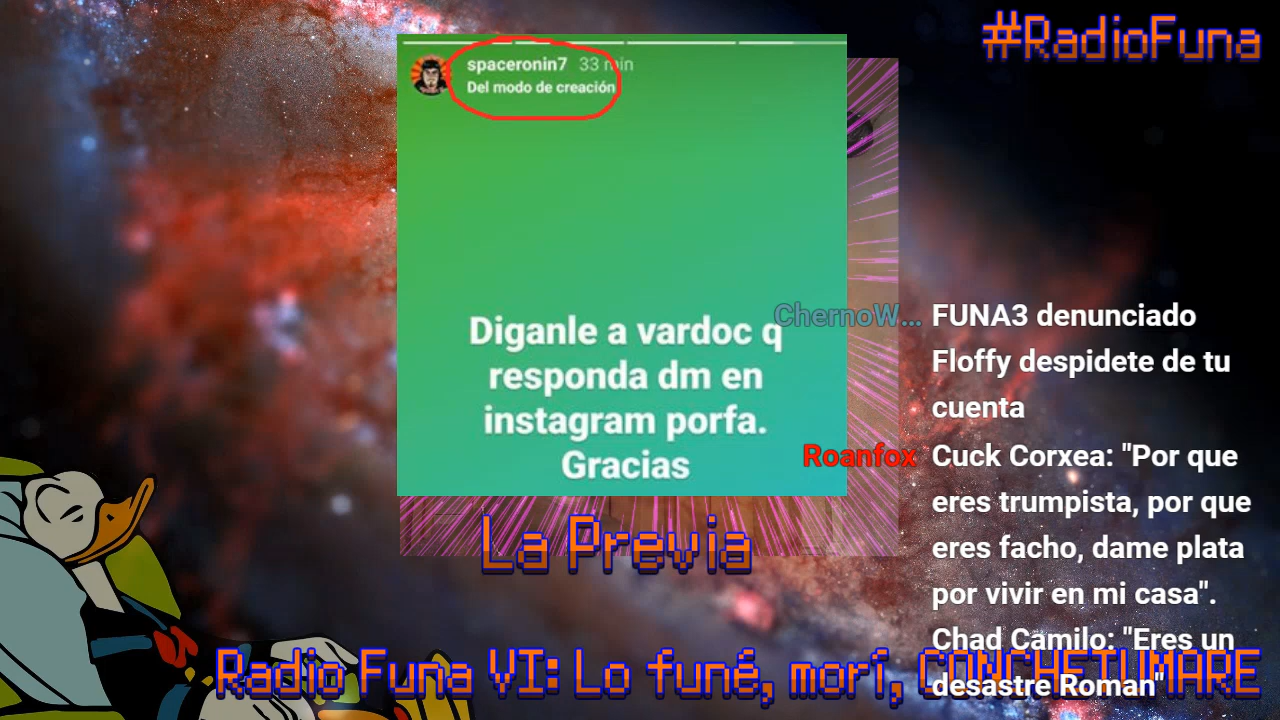 #RadioFuna
spaceronin7 33 min
Del modo de creación
Diganle a vardoc q
responda dm en
instagram porfa.
Gracias
ChernoW... FUNA3 denunciado
Floffy despidete de tu
cuenta
Roanfox Cuck Corxea: "Por que
eres trumpista, por que
eres facho, dame plata
por vivir en mi casa".
Chad Camilo: "Eres un
desastre Roman"
La Previa
Radio Funa VI: Lo funé, morí, CONCHETUMARE